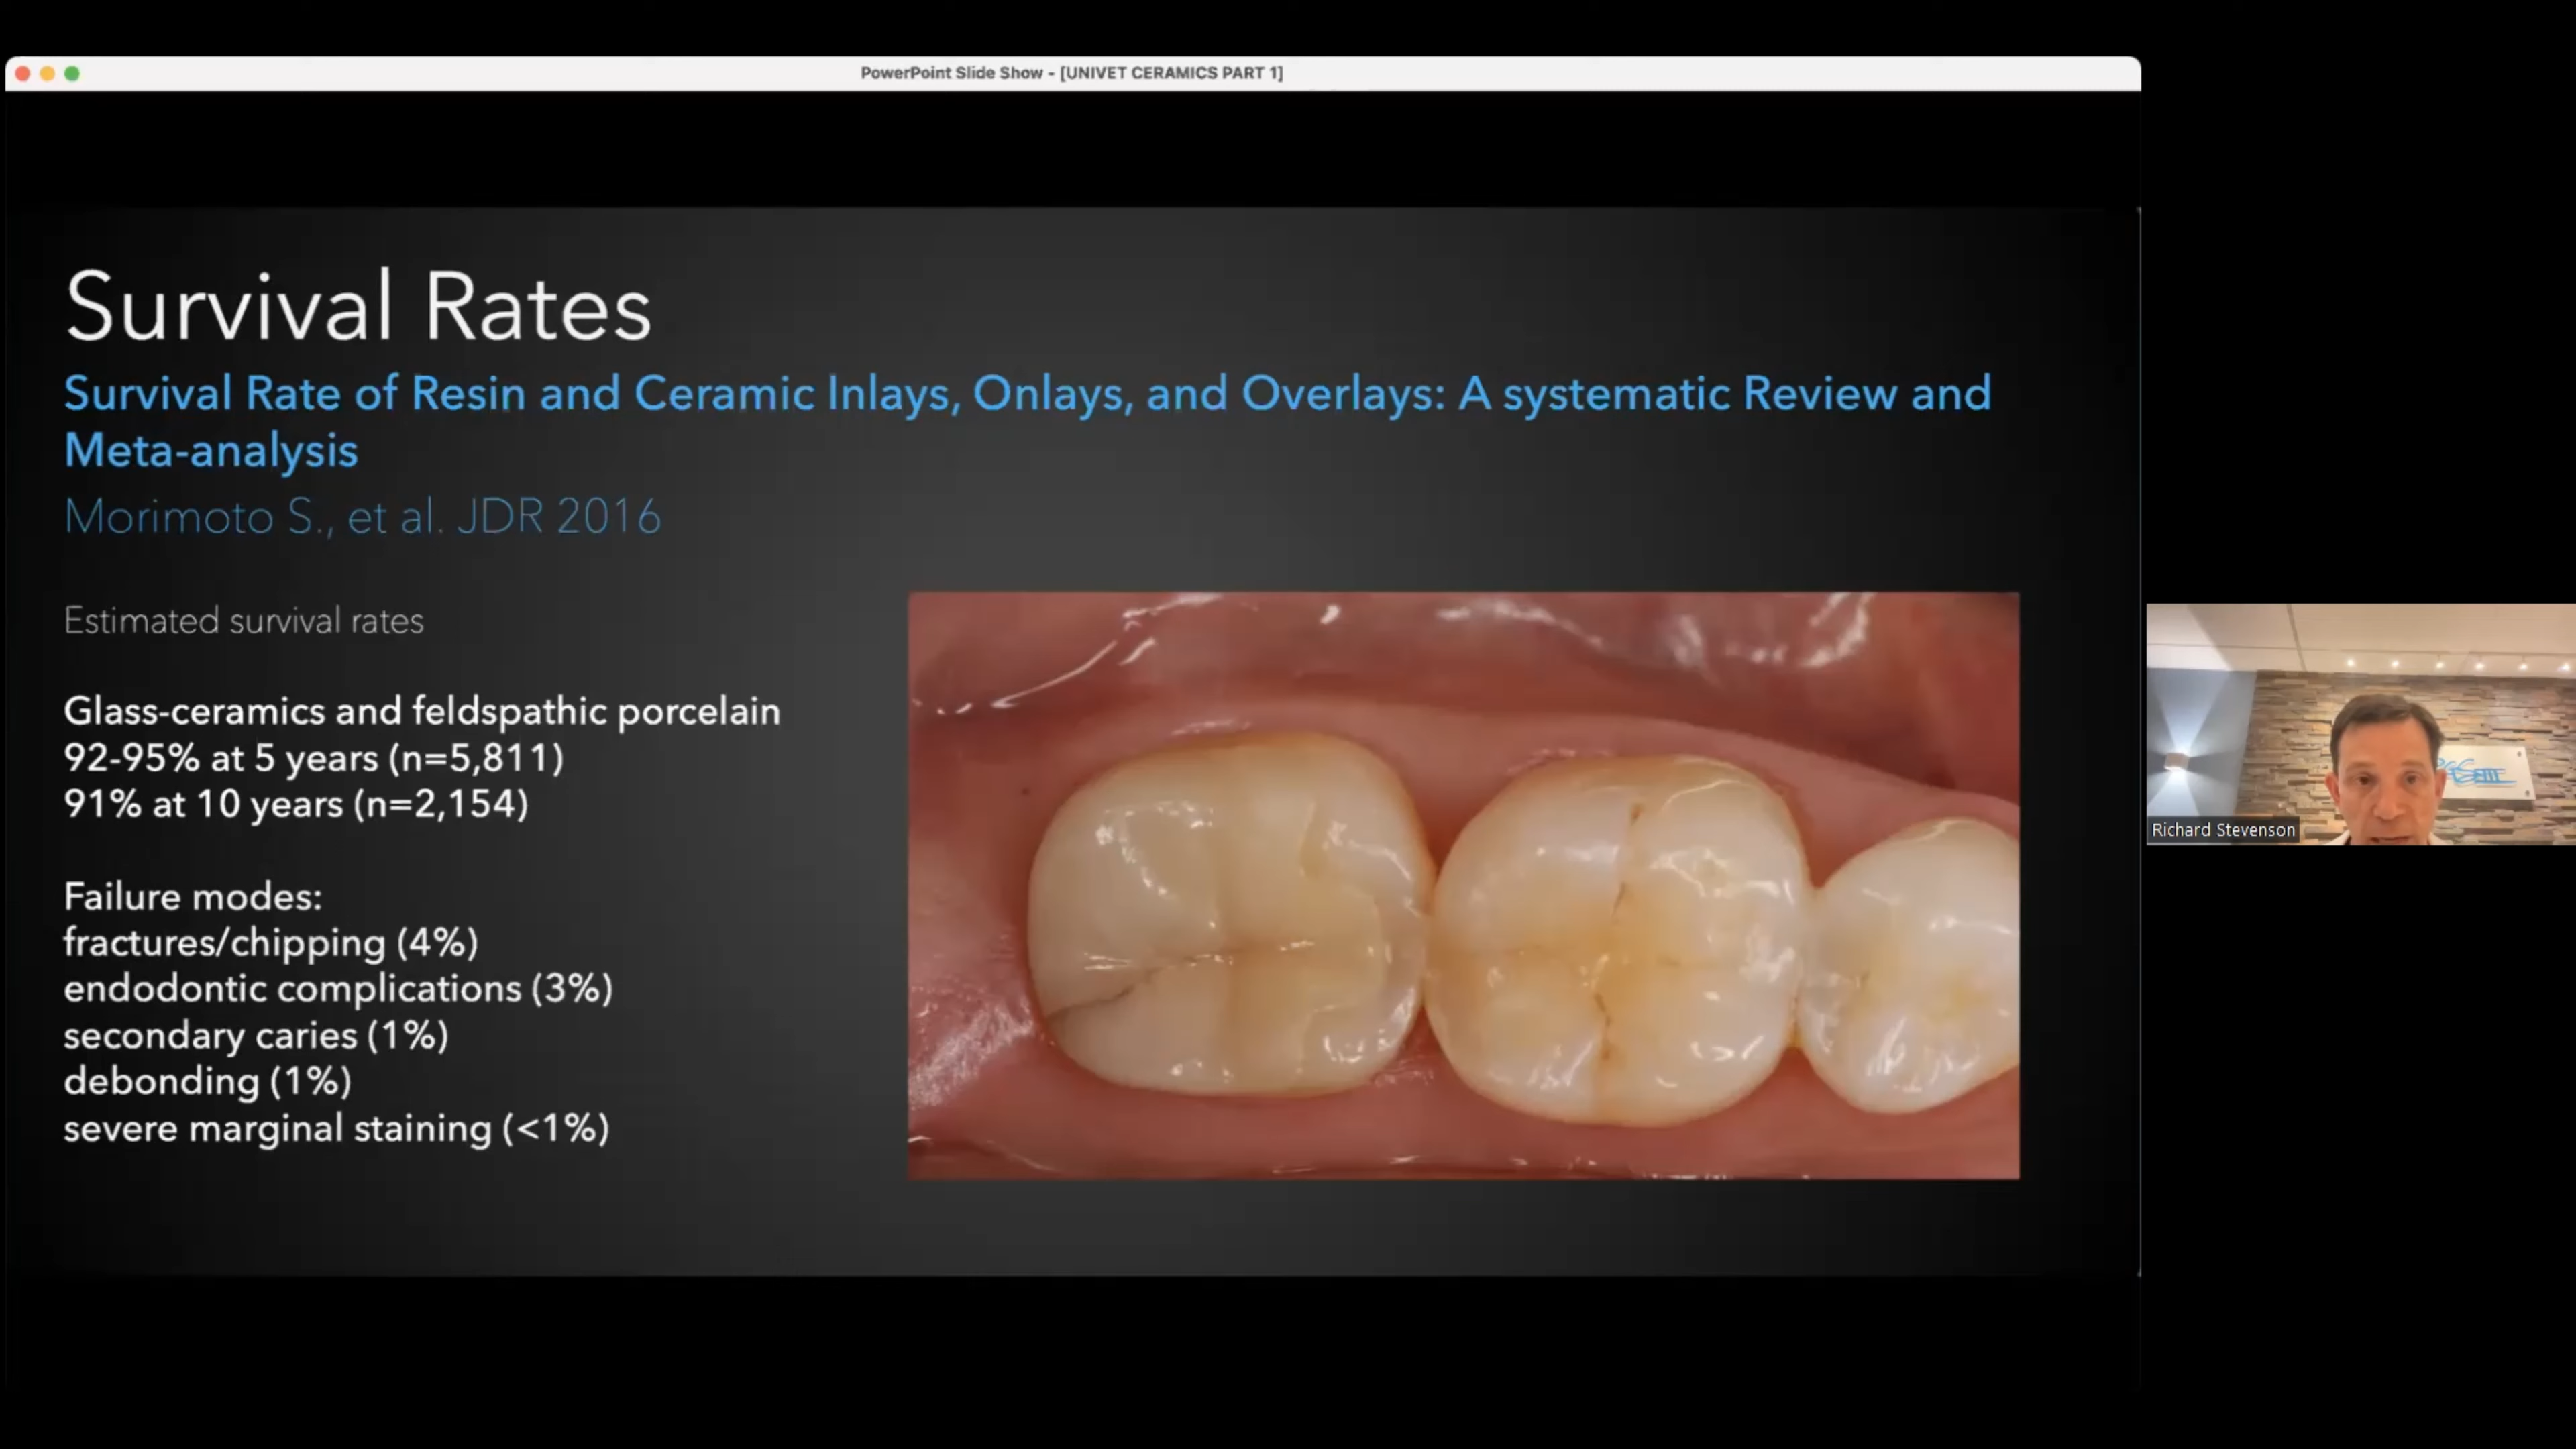 PowerPoint Slide Show - [UNIVET CERAMICS PART 1]
Survival Rates
Survival Rate of Resin and Ceramic Inlays, Onlays, and Overlays: A systematic Review and
Meta-analysis
Morimoto S., et al. JDR 2016
Estimated survival rates
Glass-ceramics and feldspathic porcelain
92-95% at 5 years (n=5,811)
91% at 10 years (n=2,154)
Failure modes:
fractures/chipping (4%)
endodontic complications (3%)
secondary caries (1%)
debonding (1%)
severe marginal staining (<1%)
Richard Stevenson